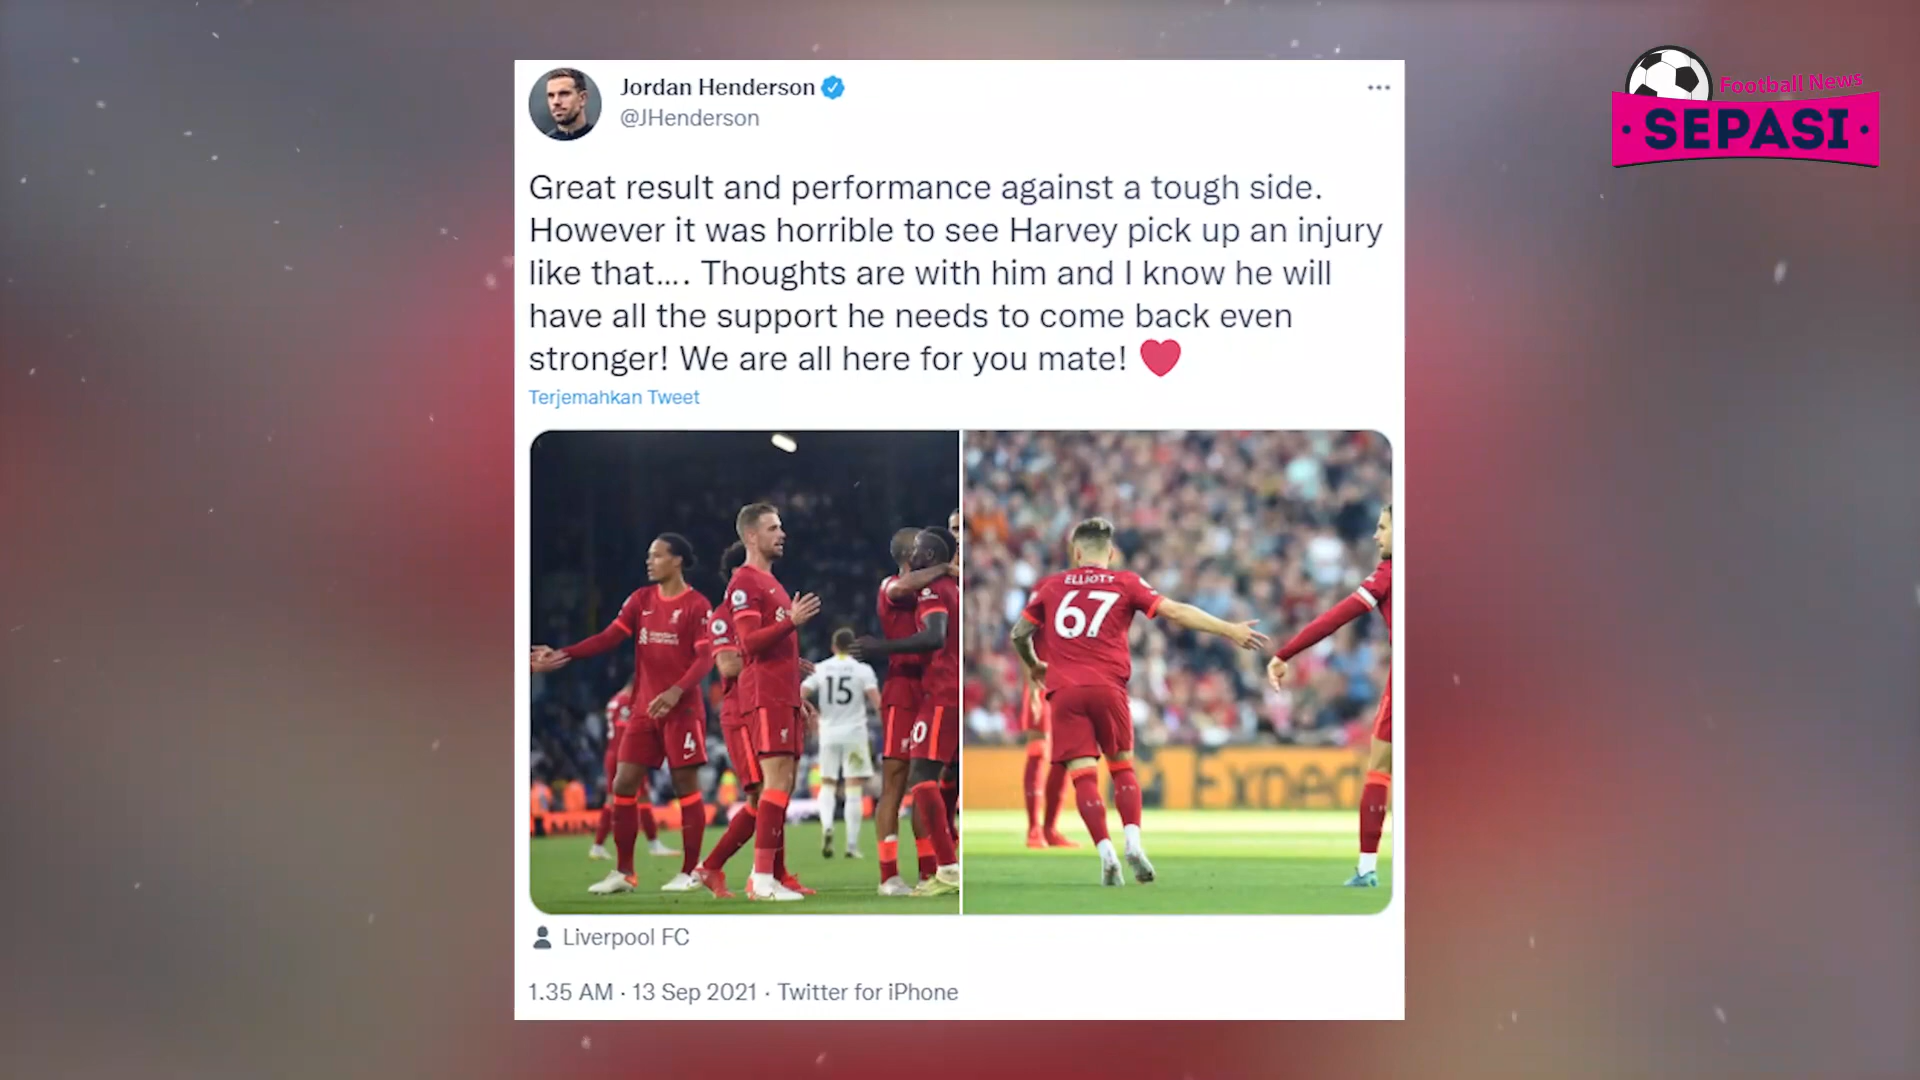 Football News
· SEPASI ·
Jordan Henderson
@JHenderson
Great result and performance against a tough side.
However it was horrible to see Harvey pick up an injury
like that.... Thoughts are with him and I know he will
have all the support he needs to come back even
stronger! We are all here for you mate! ❤️
Terjemahkan Tweet
4
15
0
ELLIOTT
67
Liverpool FC
1.35 AM · 13 Sep 2021 · Twitter for iPhone